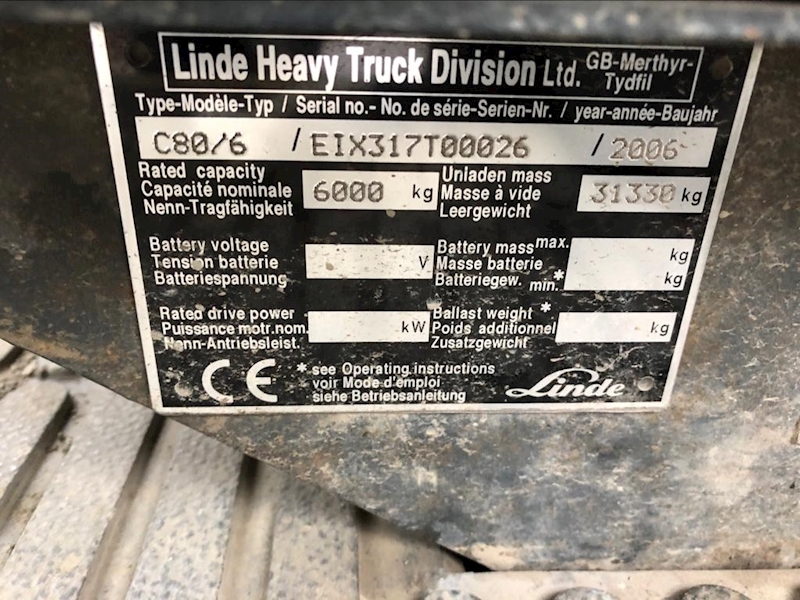 Linde Heavy Truck Division Ltd. GB-Merthyr-Tydfil
Type-Modèle-Typ / Serial no.- No. de série-Serien-Nr. / year-année-Baujahr
C80/6 / EIX317T00026 / 2006
Rated capacity
Capacité nominale
Nenn-Tragfähigkeit
6000 kg
Unladen mass
Masse à vide
Leergewicht
31330 kg
Battery voltage
Tension batterie
Batteriespannung
V
Battery mass max.
Masse batterie
Batteriegew. min.*
kg
kg
Rated drive power
Puissance motr.nom.
Nenn-Antriebsleist.
kW
Ballast weight *
Poids additionnel
Zusatzgewicht
kg
CE
* see Operating instructions
voir Mode d'emploi
siehe Betriebsanleitung
Linde